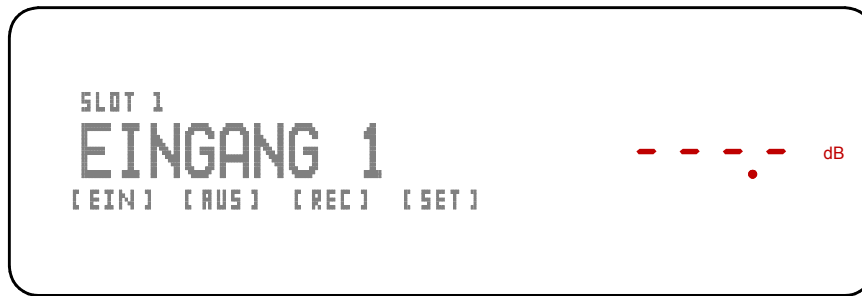 SLOT 1
EINGANG 1
---.- dB
[EIN] [AUS] [REC] [SET]